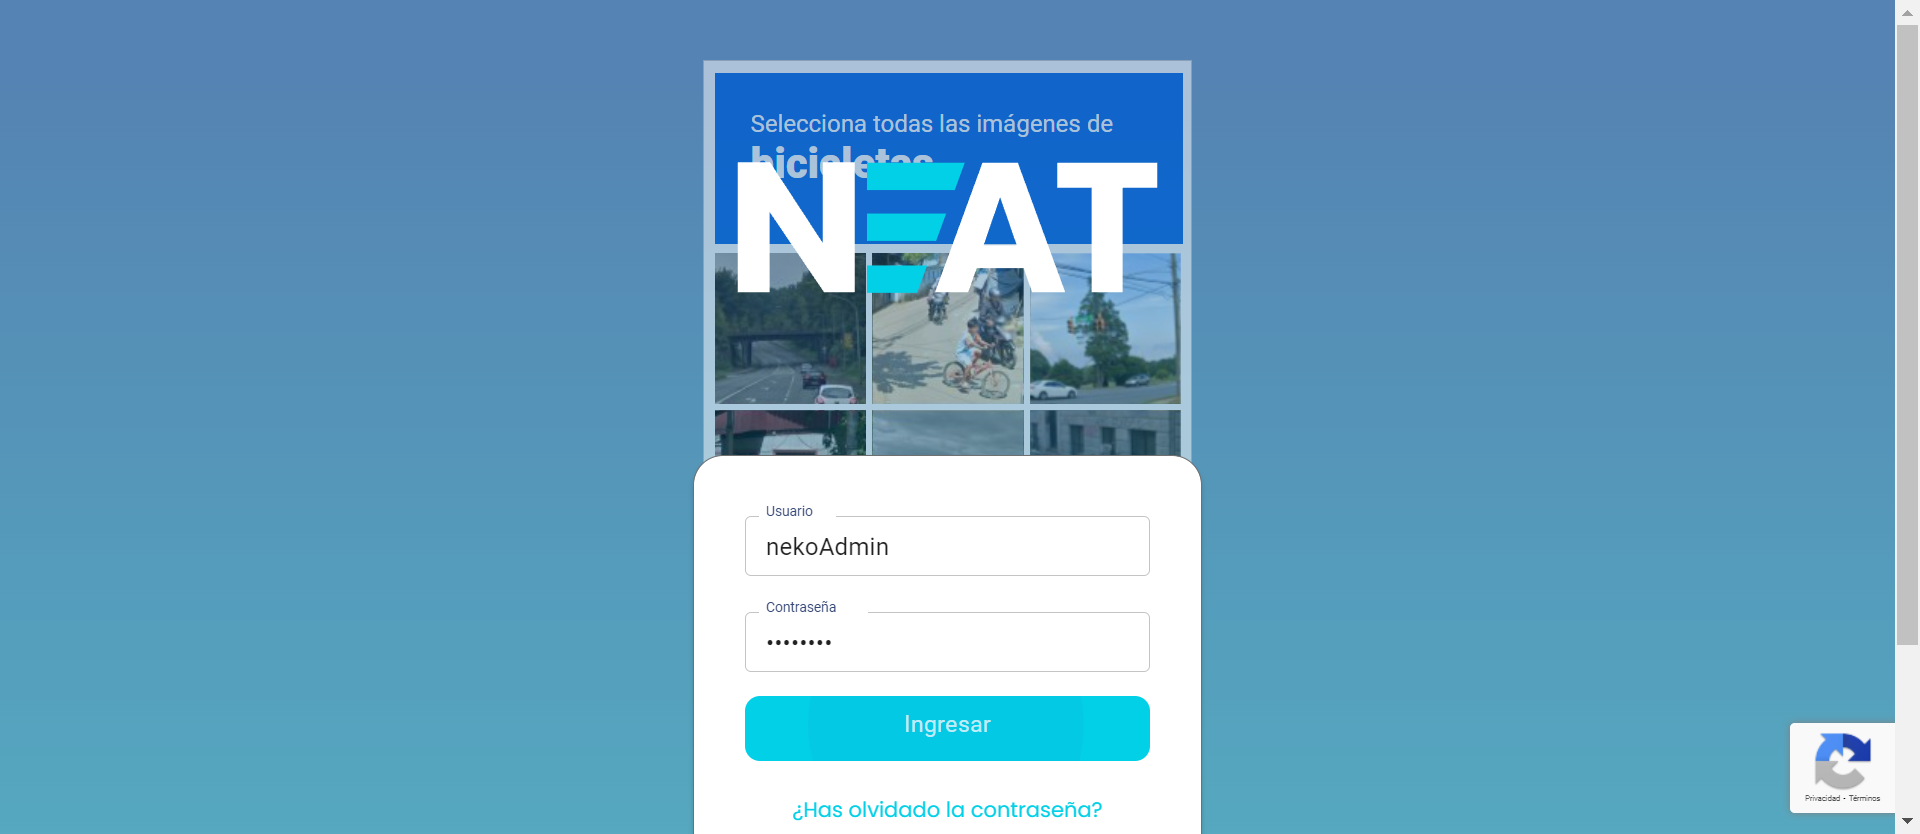 Selecciona todas las imágenes de
bicicletas
NEAT
Usuario
nekoAdmin
Contraseña
••••••••
Ingresar
¿Has olvidado la contraseña?
Privacidad - Términos